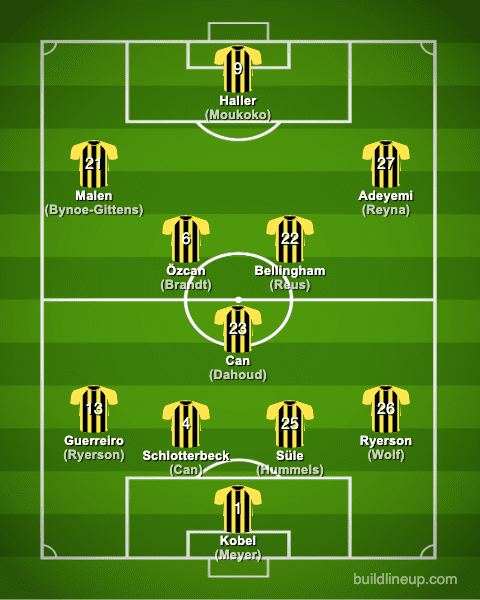 9
Haller
(Moukoko)
21
Malen
(Bynoe-Gittens)
27
Adeyemi
(Reyna)
6
Özcan
(Brandt)
22
Bellingham
(Reus)
23
Can
(Dahoud)
13
Guerreiro
(Ryerson)
4
Schlotterbeck
(Can)
25
Süle
(Hummels)
26
Ryerson
(Wolf)
1
Kobel
(Meyer)
buildlineup.com